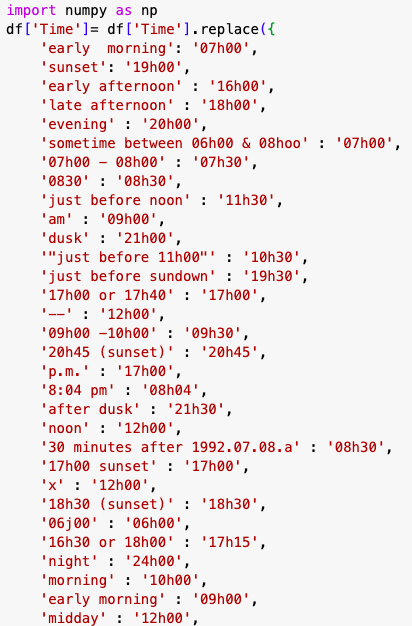 import numpy as np
df['Time']= df['Time'].replace({
    'early  morning': '07h00',
    'sunset': '19h00',
    'early afternoon' : '16h00',
    'late afternoon' : '18h00',
    'evening' : '20h00',
    'sometime between 06h00 & 08hoo' : '07h00',
    '07h00 - 08h00' : '07h30',
    '0830' : '08h30',
    'just before noon' : '11h30',
    'am' : '09h00',
    'dusk' : '21h00',
    '"just before 11h00"' : '10h30',
    'just before sundown' : '19h30',
    '17h00 or 17h40' : '17h00',
    '--' : '12h00',
    '09h00 -10h00' : '09h30',
    '20h45 (sunset)' : '20h45',
    'p.m.' : '17h00',
    '8:04 pm' : '08h04',
    'after dusk' : '21h30',
    'noon' : '12h00',
    '30 minutes after 1992.07.08.a' : '08h30',
    '17h00 sunset' : '17h00',
    'x' : '12h00',
    '18h30 (sunset)' : '18h30',
    '06j00' : '06h00',
    '16h30 or 18h00' : '17h15',
    'night' : '24h00',
    'morning' : '10h00',
    'early morning' : '09h00',
    'midday' : '12h00',